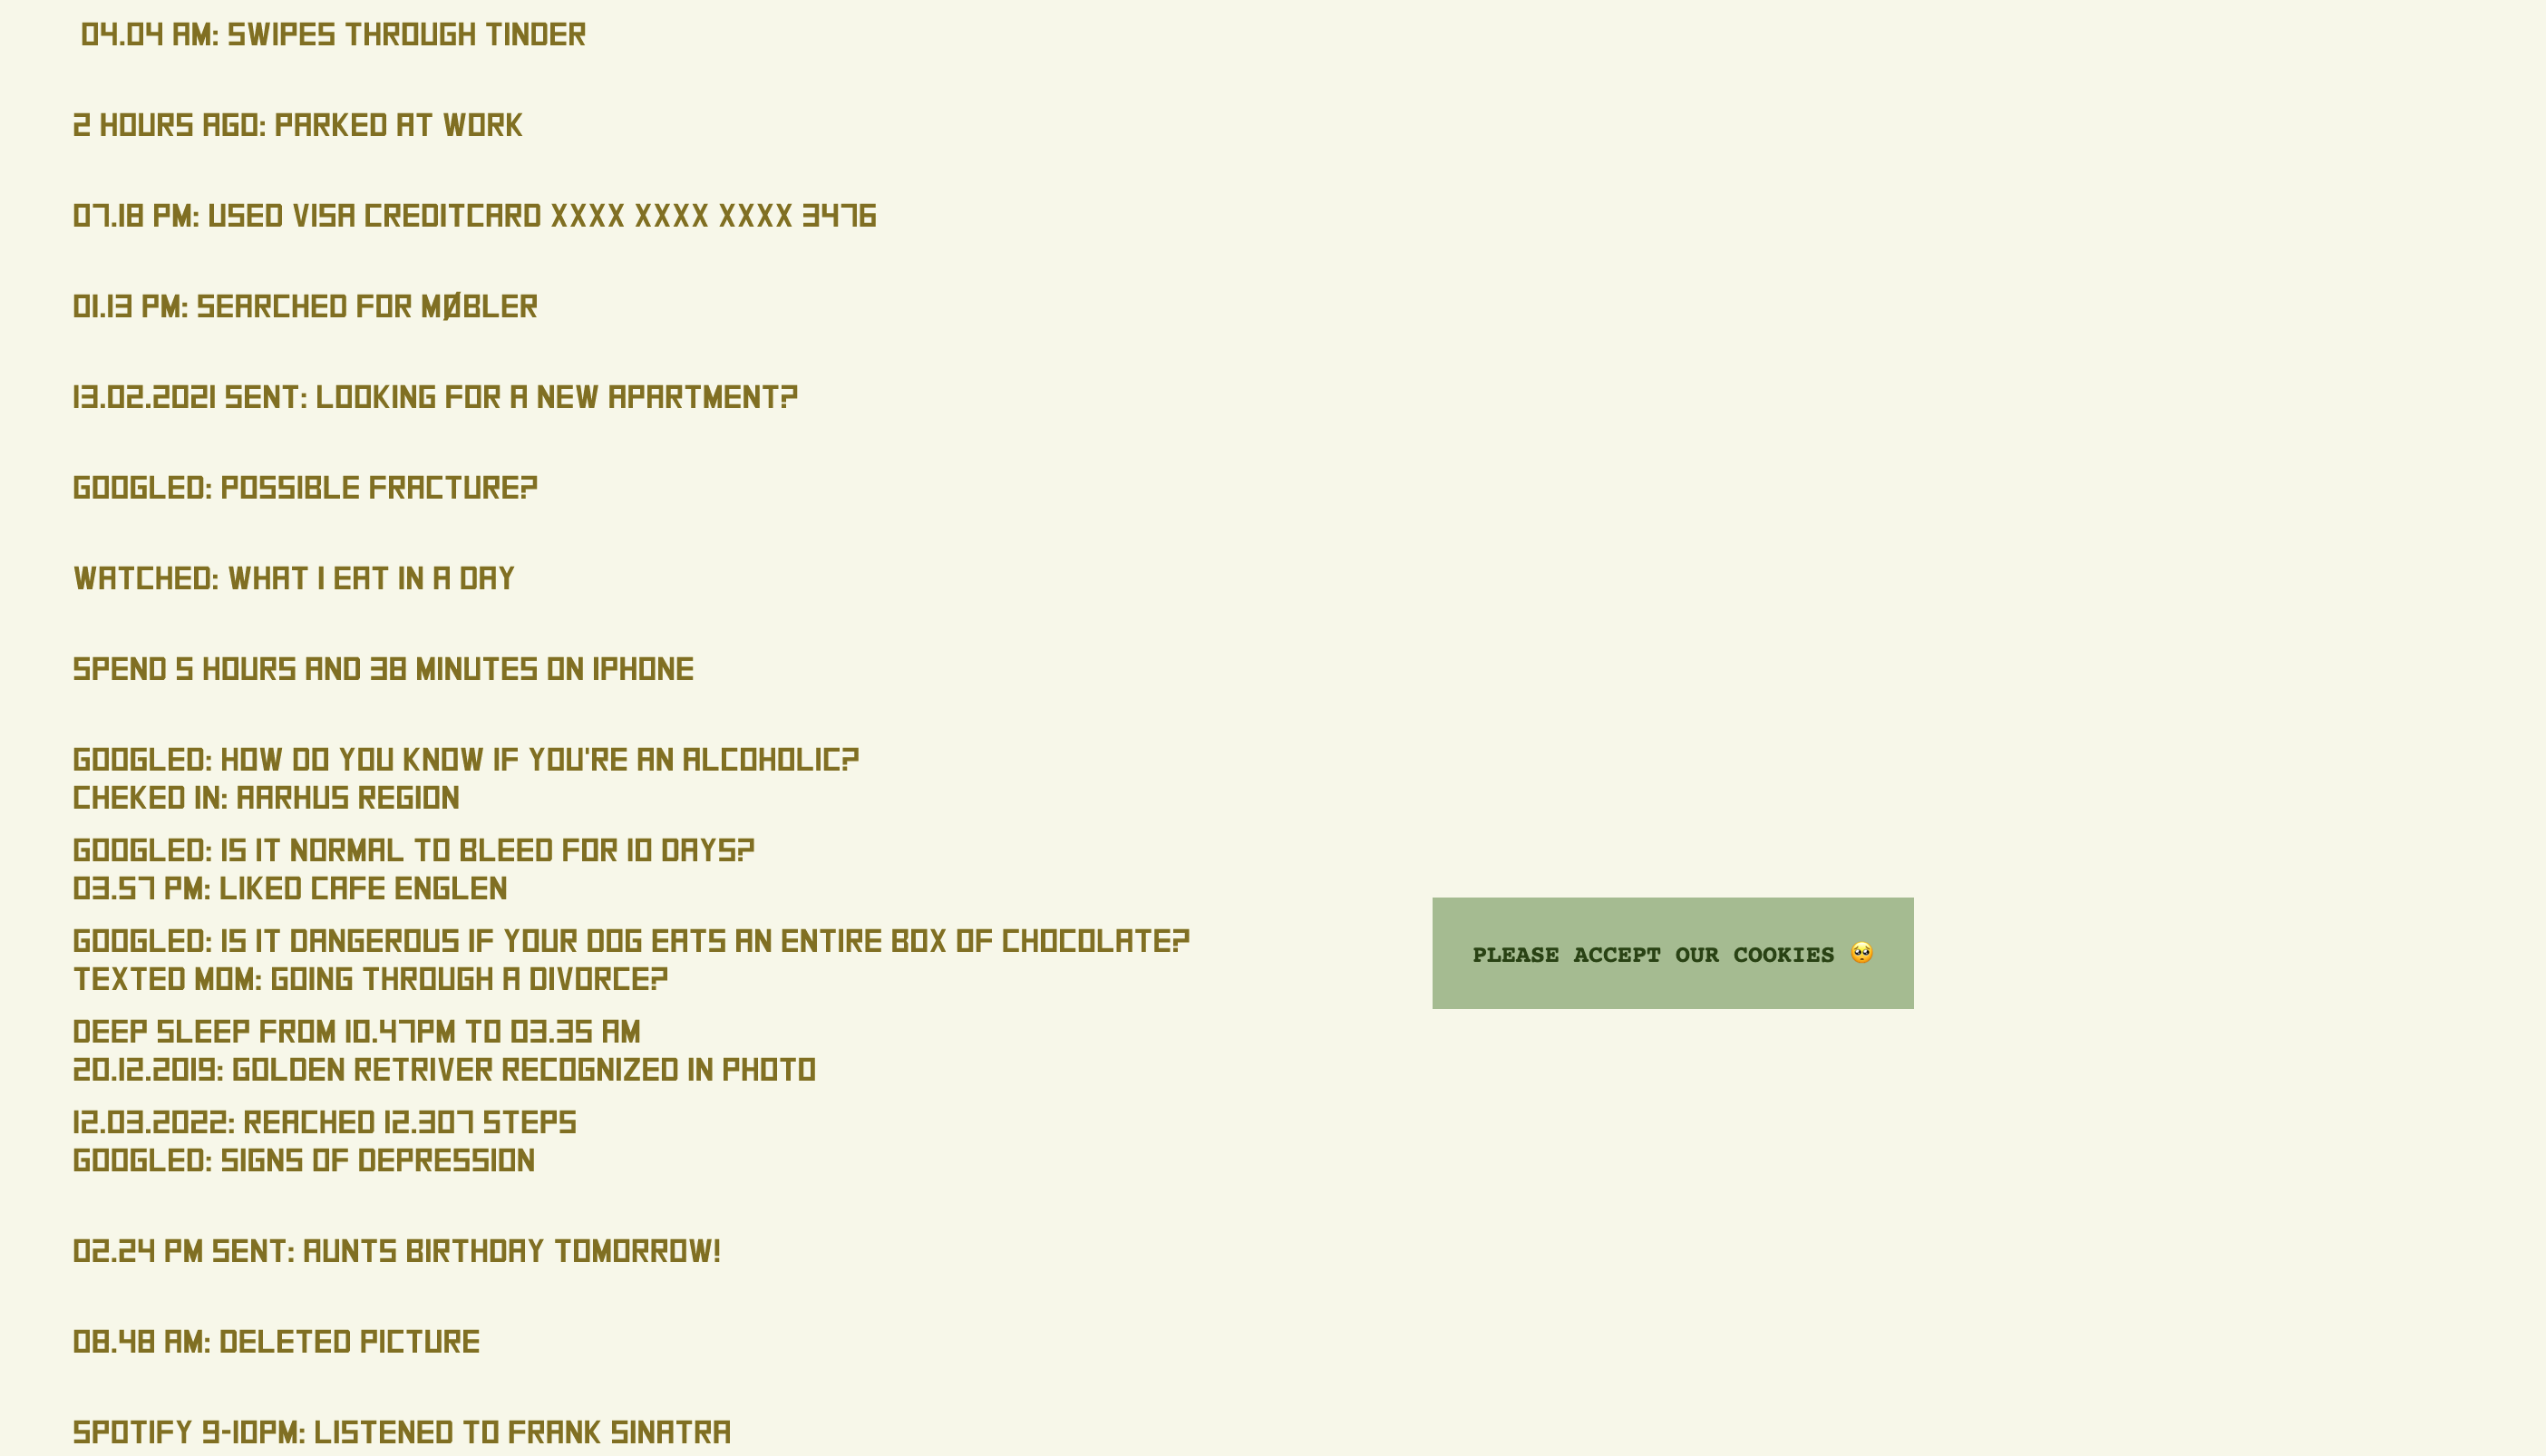 04.04 AM: SWIPES THROUGH TINDER
2 HOURS AGO: PARKED AT WORK
07.18 PM: USED VISA CREDITCARD XXXX XXXX XXXX 3476
01.13 PM: SEARCHED FOR MØBLER
13.02.2021 SENT: LOOKING FOR A NEW APARTMENT?
GOOGLED: POSSIBLE FRACTURE?
WATCHED: WHAT I EAT IN A DAY
SPEND 5 HOURS AND 38 MINUTES ON IPHONE
GOOGLED: HOW DO YOU KNOW IF YOU'RE AN ALCOHOLIC?
CHEKED IN: AARHUS REGION
GOOGLED: IS IT NORMAL TO BLEED FOR 10 DAYS?
03.57 PM: LIKED CAFE ENGLEN
GOOGLED: IS IT DANGEROUS IF YOUR DOG EATS AN ENTIRE BOX OF CHOCOLATE?
TEXTED MOM: GOING THROUGH A DIVORCE?
DEEP SLEEP FROM 10.47PM TO 03.35 AM
20.12.2019: GOLDEN RETRIVER RECOGNIZED IN PHOTO
12.03.2022: REACHED 12.307 STEPS
GOOGLED: SIGNS OF DEPRESSION
02.24 PM SENT: AUNTS BIRTHDAY TOMORROW!
08.48 AM: DELETED PICTURE
SPOTIFY 9-10PM: LISTENED TO FRANK SINATRA
PLEASE ACCEPT OUR COOKIES 🥺